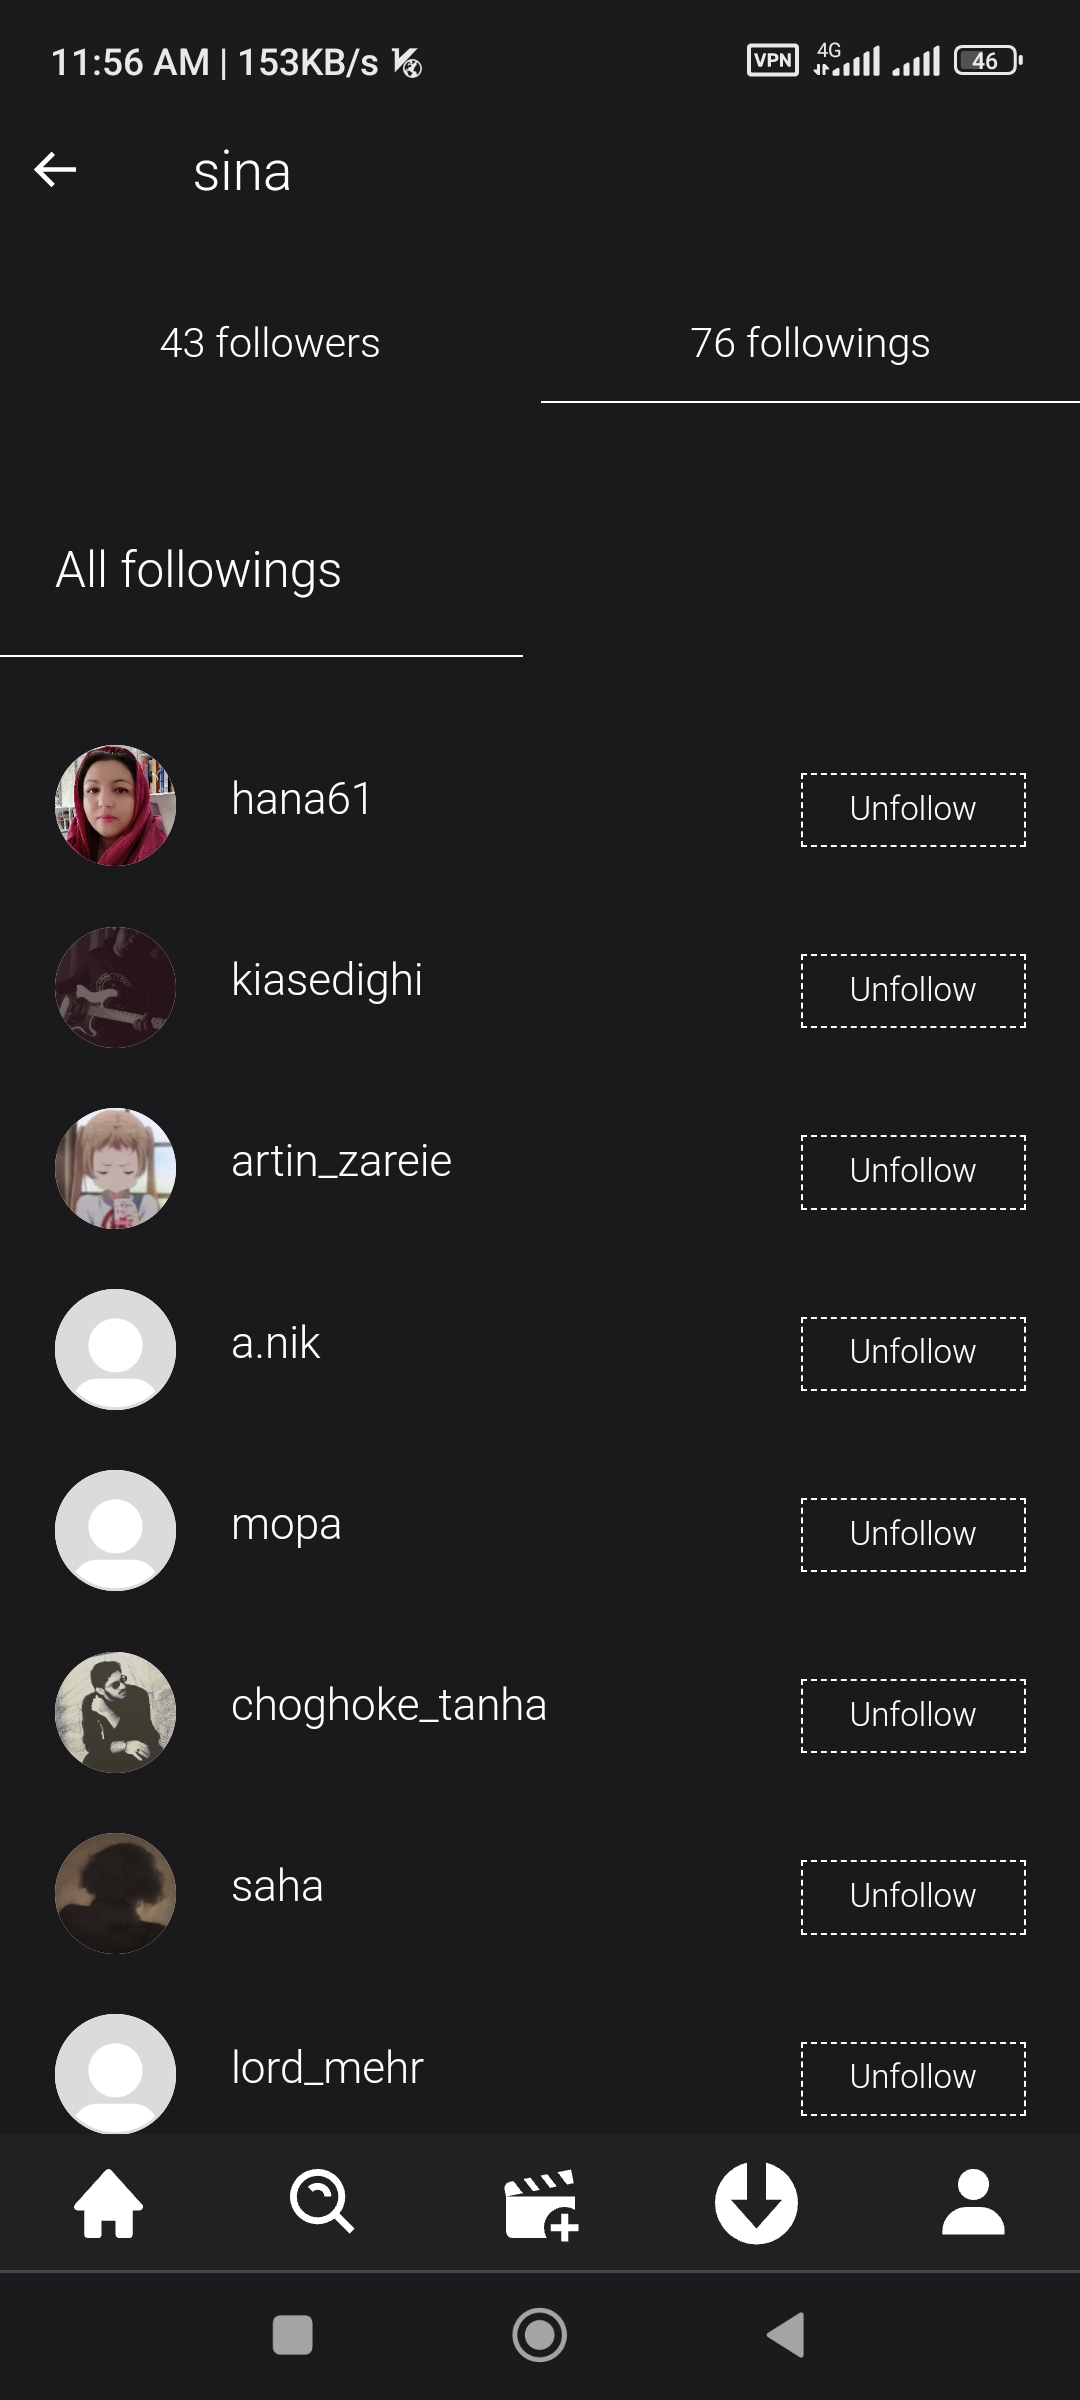 11:56 AM | 153KB/s
VPN 4G 46
sina
43 followers 76 followings
All followings
hana61 Unfollow
kiasedighi Unfollow
artin_zareie Unfollow
a.nik Unfollow
mopa Unfollow
choghoke_tanha Unfollow
saha Unfollow
lord_mehr Unfollow